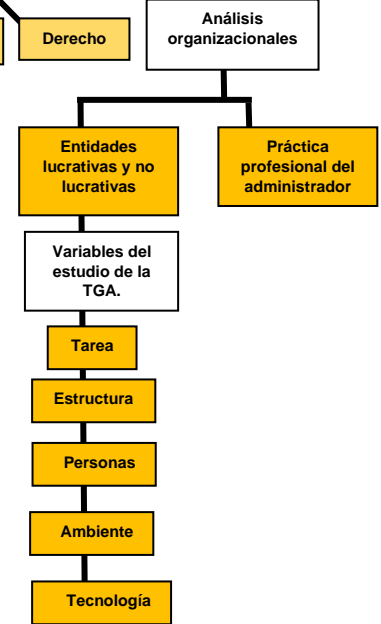 Derecho
Análisis
organizacionales
Entidades
lucrativas y no
lucrativas
Práctica
profesional del
administrador
Variables del
estudio de la
TGA.
Tarea
Estructura
Personas
Ambiente
Tecnología